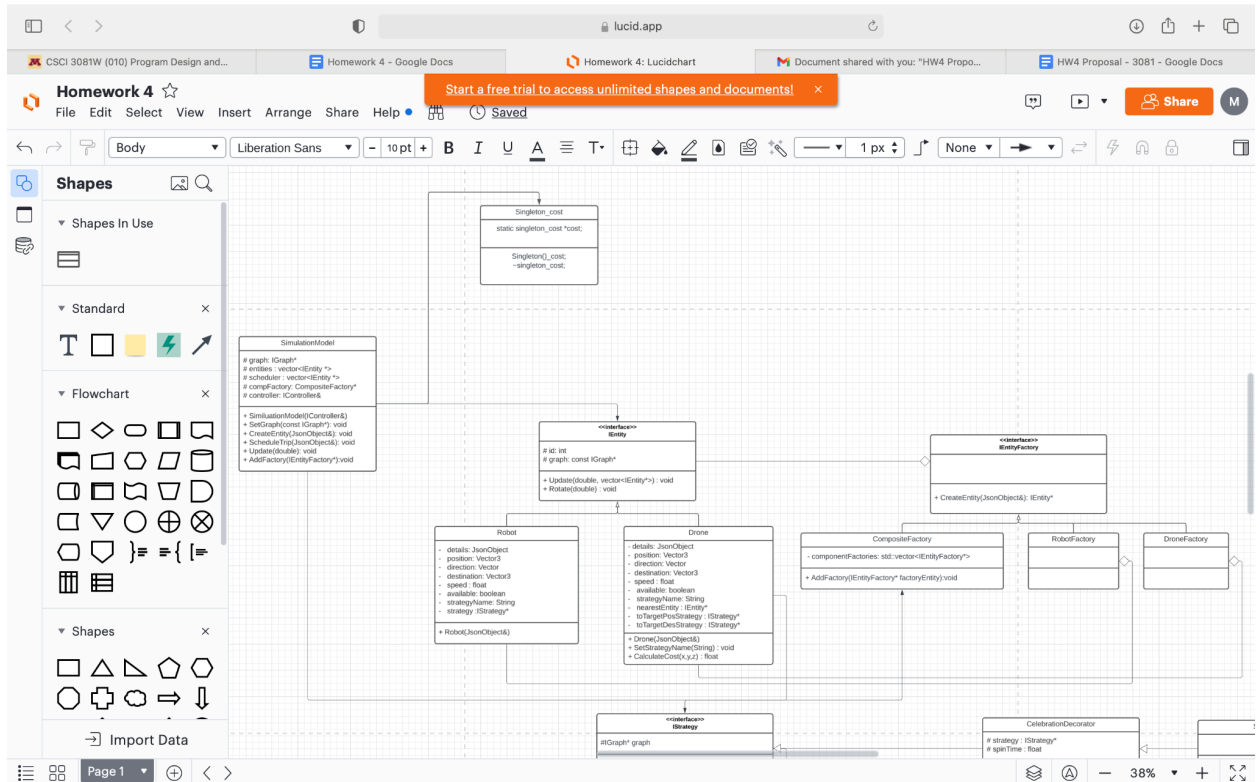 lucid.app
CSCI 3081W (010) Program Design and...
Homework 4 - Google Docs
Homework 4: Lucidchart
Document shared with you: "HW4 Propo...
HW4 Proposal - 3081 - Google Docs
Homework 4
Start a free trial to access unlimited shapes and documents! ×
File Edit Select View Insert Arrange Share Help
Saved
Share
M
Body
Liberation Sans
- 10 pt +
B I U A T
1 px
None
Shapes
Shapes In Use
Standard
T
Flowchart
Shapes
Import Data
Singleton_cost
static singleton_cost *cost;
Singleton()_cost;
~singleton_cost;
SimulationModel
# graph: IGraph*
# entities : vector<IEntity *>
# scheduler : vector<IEntity *>
# compFactory: CompositeFactory*
# controller: IController&
+ SimiluationModel(IController&)
+ SetGraph(const IGraph*): void
+ CreateEntity(JsonObject&): void
+ ScheduleTrip(JsonObject&): void
+ Update(double): void
+ AddFactory(IEntityFactory*):void
<<interface>>
IEntity
# id: int
# graph: const IGraph*
+ Update(double, vector<IEntity*>) : void
+ Rotate(double) : void
<<interface>>
IEntityFactory
+ CreateEntity(JsonObject&): IEntity*
Robot
- details: JsonObject
- position: Vector3
- direction: Vector
- destination: Vector3
- speed : float
- available: boolean
- strategyName: String
- strategy :IStrategy*
+ Robot(JsonObject&)
Drone
- details: JsonObject
- position: Vector3
- direction: Vector
- destination: Vector3
- speed : float
- available: boolean
- strategyName: String
- nearestEntity : IEntity*
- toTargetPosStrategy : IStrategy*
- toTargetDesStrategy : IStrategy*
+ Drone(JsonObject&)
+ SetStrategyName(String) : void
+ CalculateCost(x,y,z) : float
CompositeFactory
- componentFactories: std::vector<IEntityFactory*>
+ AddFactory(IEntityFactory* factoryEntity):void
RobotFactory
DroneFactory
<<interface>>
IStrategy
#IGraph* graph
CelebrationDecorator
# strategy : IStrategy*
# spinTime : float
Page 1
38%